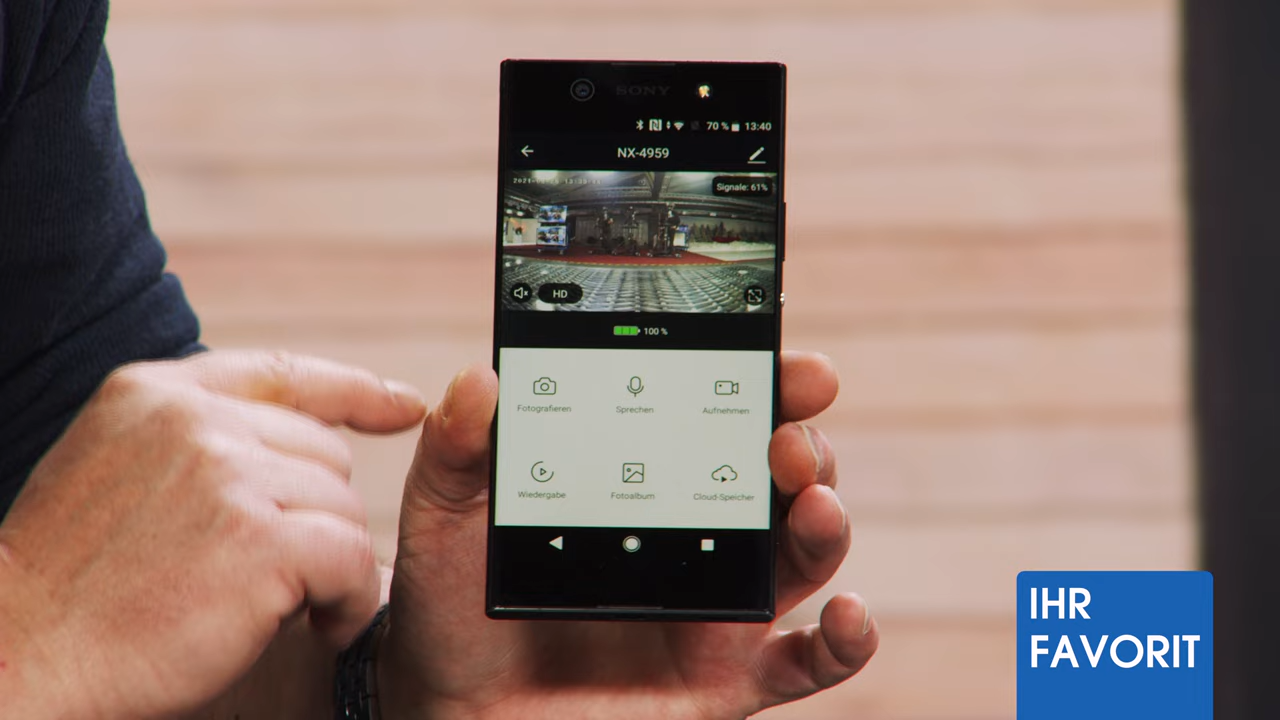 SONY
70 % 13:40
NX-4959
Signale: 61%
HD
100 %
Fotografieren
Sprechen
Aufnehmen
Wiedergabe
Fotoalbum
Cloud-Speicher
IHR
FAVORIT